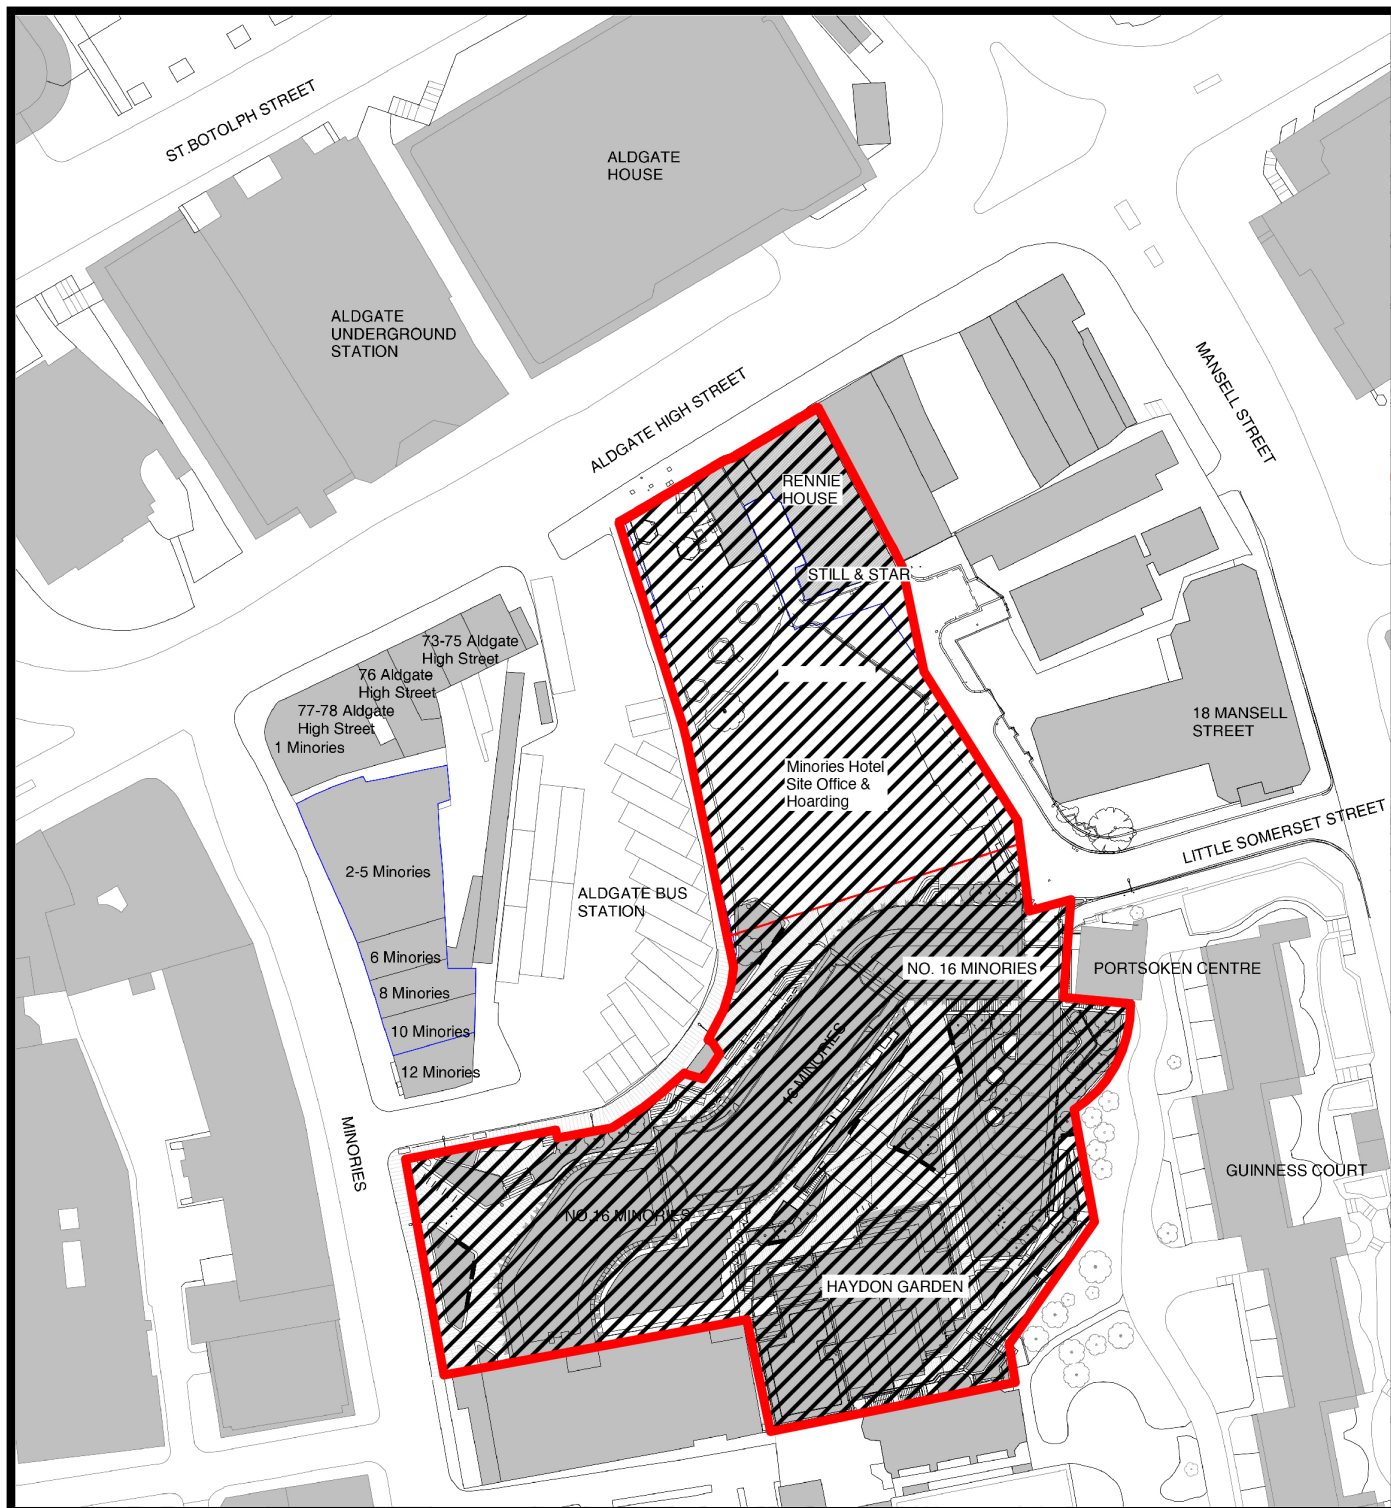 ST.BOTOLPH STREET
ALDGATE
HOUSE
ALDGATE
UNDERGROUND
STATION
ALDGATE HIGH STREET
MANSELL STREET
RENNIE
HOUSE
STILL & STAR
73-75 Aldgate
High Street
76 Aldgate
High Street
77-78 Aldgate
High Street
1 Minories
18 MANSELL
STREET
Minories Hotel
Site Office &
Hoarding
LITTLE SOMERSET STREET
2-5 Minories
ALDGATE BUS
STATION
6 Minories
NO. 16 MINORIES
PORTSOKEN CENTRE
8 Minories
10 Minories
16 MINORIES
12 Minories
MINORIES
GUINNESS COURT
NO.16 MINORIES
HAYDON GARDEN